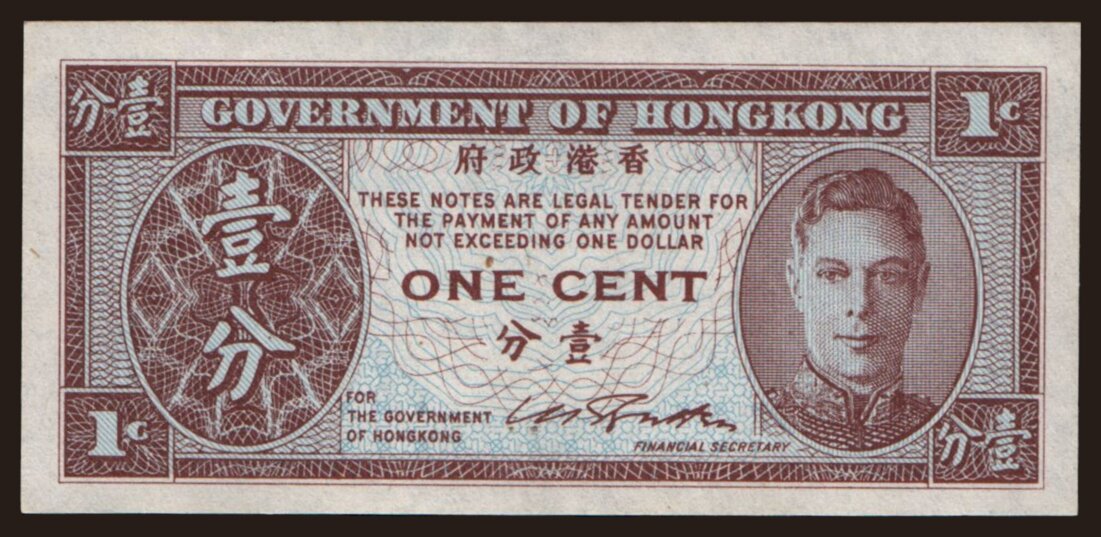 分壹
GOVERNMENT OF HONGKONG
1C
府政港香
THESE NOTES ARE LEGAL TENDER FOR
THE PAYMENT OF ANY AMOUNT
NOT EXCEEDING ONE DOLLAR
壹分
ONE CENT
分壹
FOR
THE GOVERNMENT
OF HONGKONG
FINANCIAL SECRETARY
1C
分壹